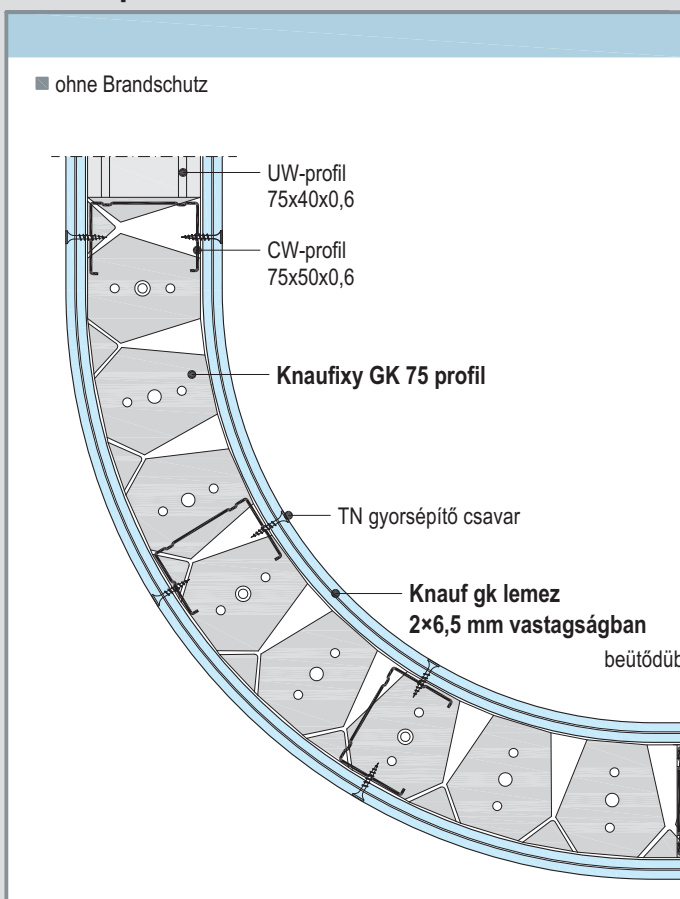 ohne Brandschutz
UW-profil
75x40x0,6
CW-profil
75x50x0,6
Knaufixy GK 75 profil
TN gyorsépítő csavar
Knauf gk lemez
2×6,5 mm vastagságban